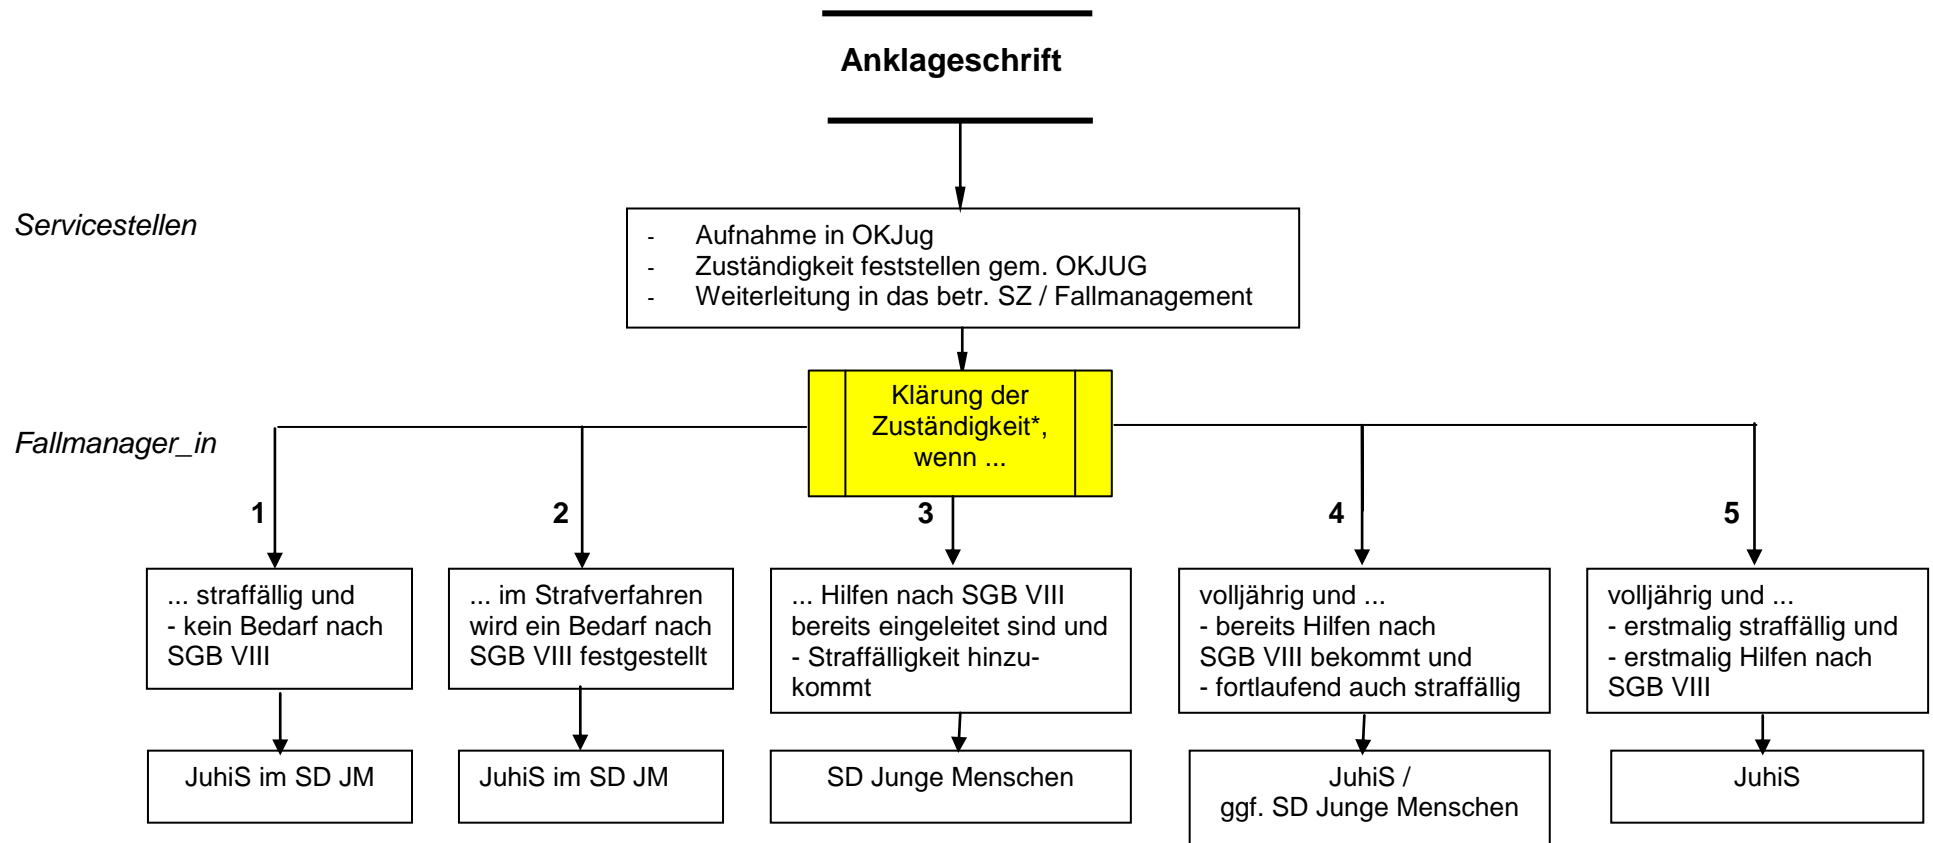 Anklageschrift
Servicestellen
- Aufnahme in OKJug
- Zuständigkeit feststellen gem. OKJUG
- Weiterleitung in das betr. SZ / Fallmanagement
Fallmanager_in
Klärung der
Zuständigkeit*,
wenn ...
1
2
3
4
5
... straffällig und
- kein Bedarf nach
SGB VIII
... im Strafverfahren
wird ein Bedarf nach
SGB VIII festgestellt
... Hilfen nach SGB VIII
bereits eingeleitet sind und
- Straffälligkeit hinzu-
kommt
volljährig und ...
- bereits Hilfen nach
SGB VIII bekommt und
- fortlaufend auch straffällig
volljährig und ...
- erstmalig straffällig und
- erstmalig Hilfen nach
SGB VIII
JuhiS im SD JM
JuhiS im SD JM
SD Junge Menschen
JuhiS /
ggf. SD Junge Menschen
JuhiS